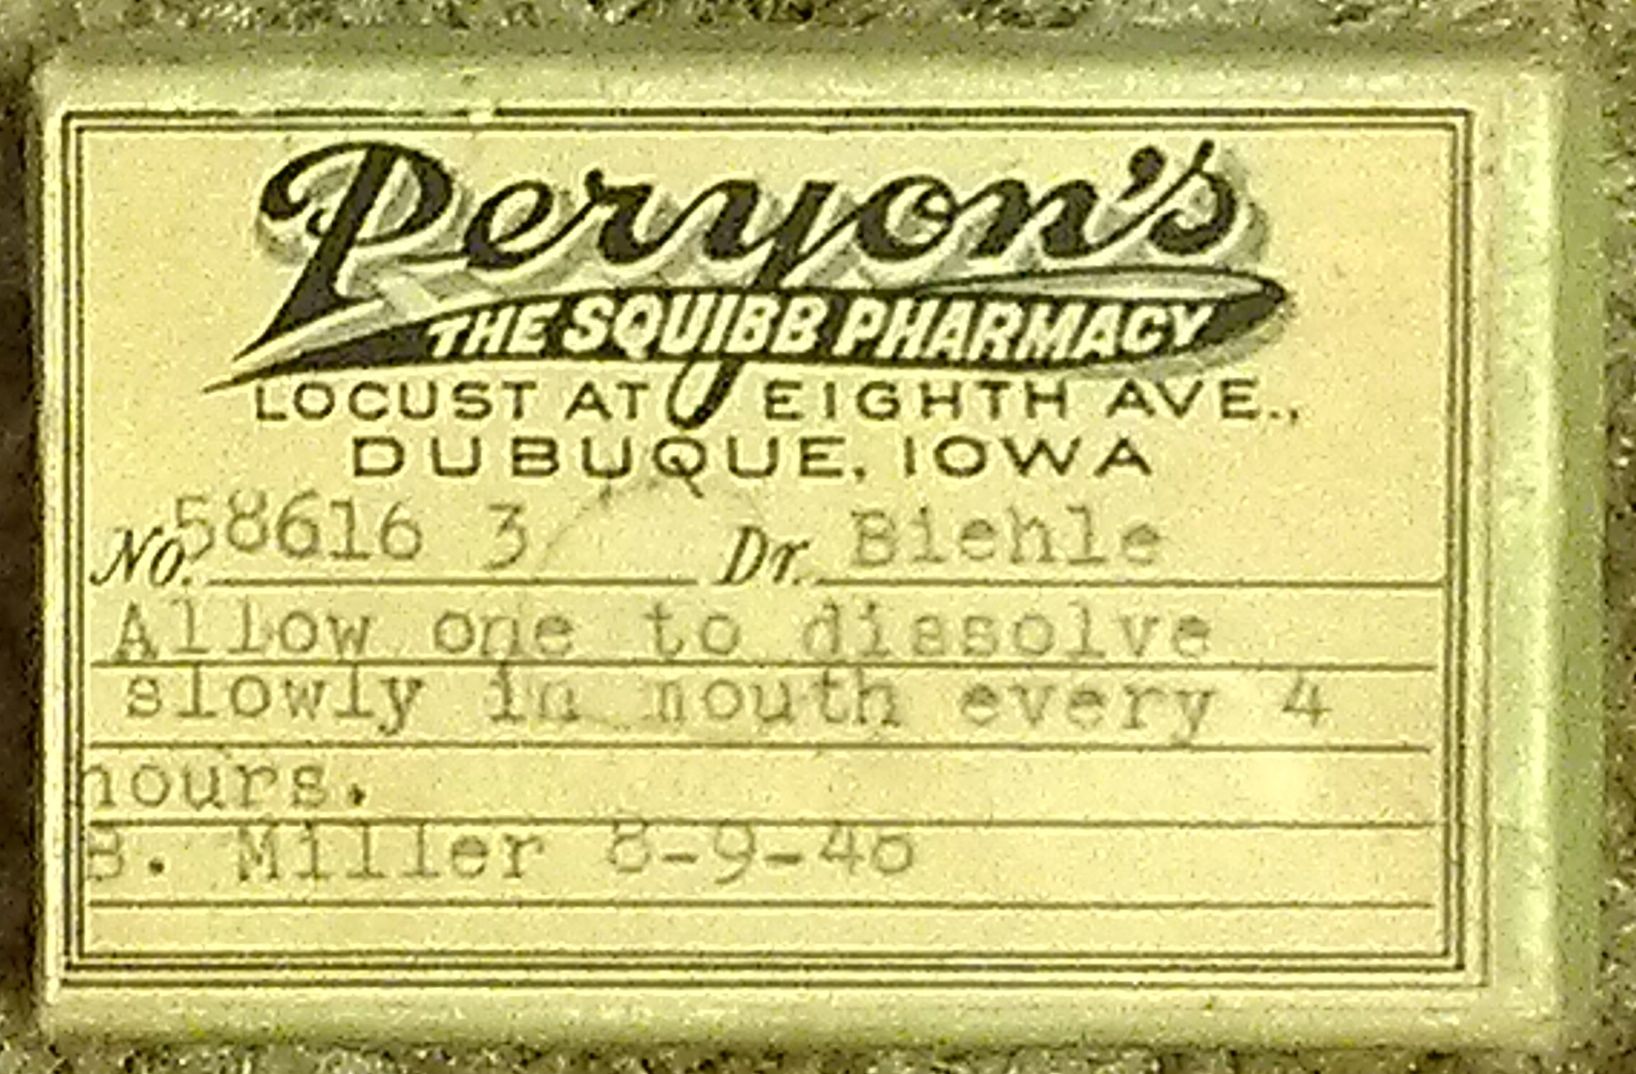 Peryon's
THE SQUIBB PHARMACY
LOCUST AT EIGHTH AVE.,
DUBUQUE, IOWA
No. 58616 3 Dr. Biehle
Allow one to dissolve
slowly in mouth every 4
hours.
B. Miller 8-9-46